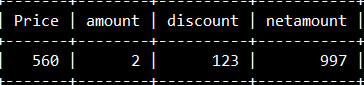 | Price | amount | discount | netamount |
| 560 | 2 | 123 | 997 |